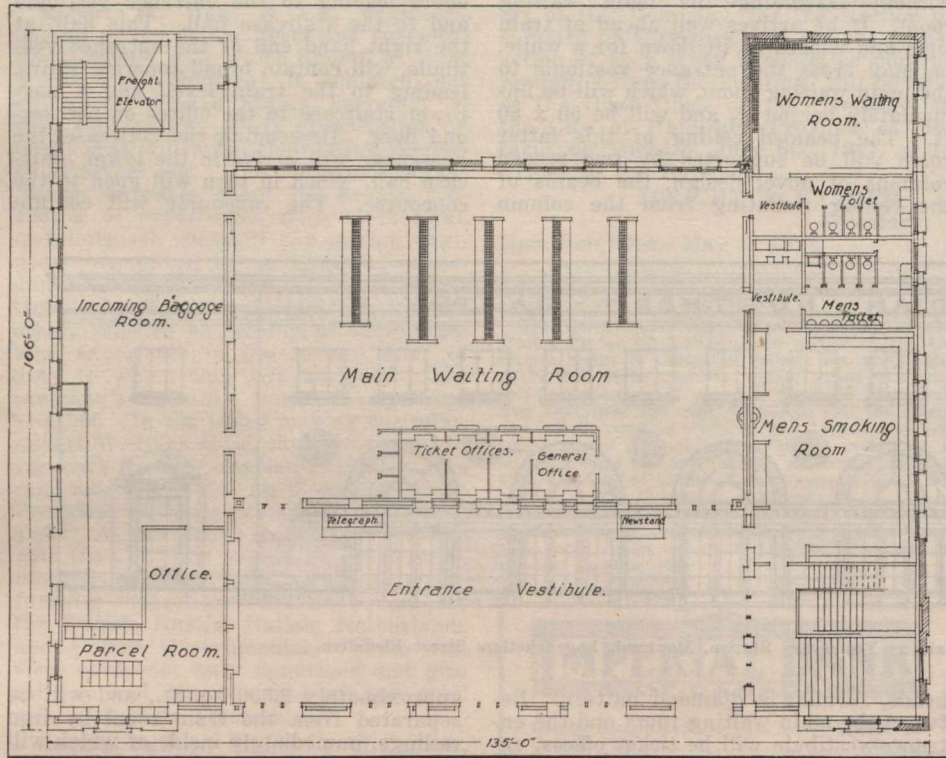 Freight
Elevator
Womens Waiting
Room.
Womens
Toilet
Vestibule
Vestibule.
Mens
Toilet
Incoming Baggage
Room.
106'-0"
Main Waiting Room
Mens Smoking
Room
Ticket Offices.
General
Office
Telegraph.
Newstand
Office.
Entrance Vestibule.
Parcel Room.
135'-0"